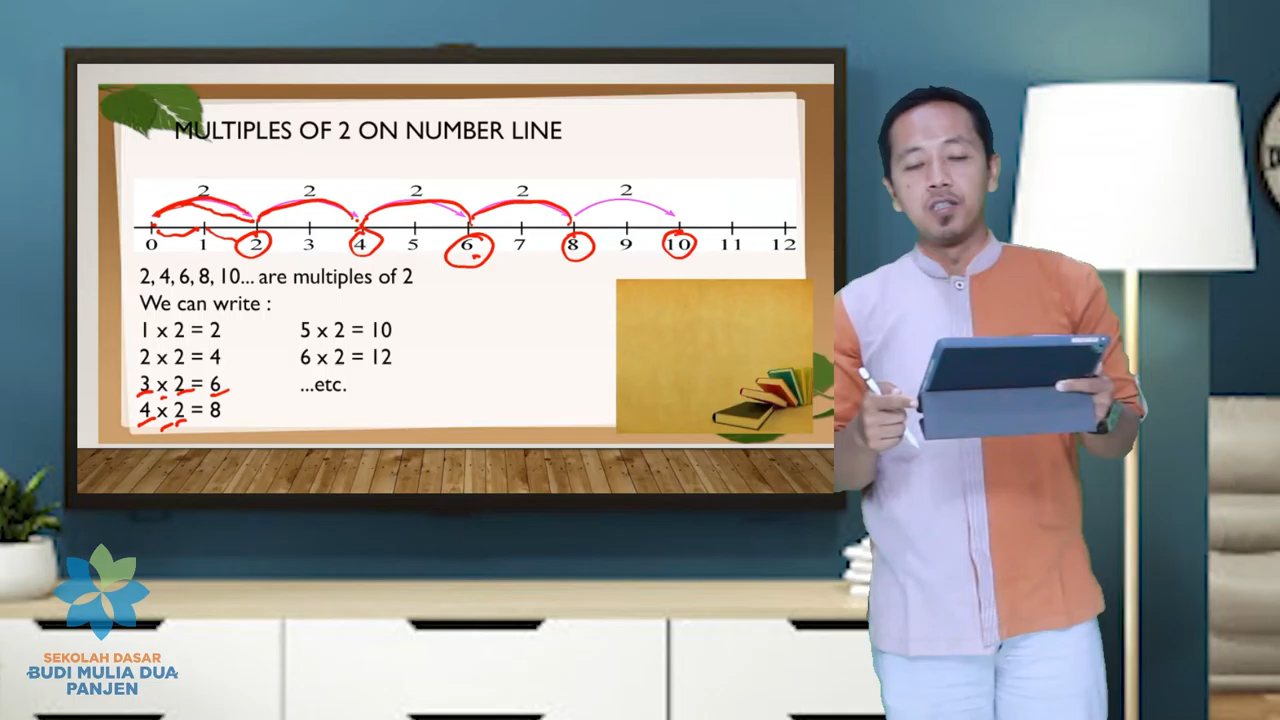 MULTIPLES OF 2 ON NUMBER LINE
2 2 2 2 2
0 1 2 3 4 5 6 7 8 9 10 11 12
2, 4, 6, 8, 10... are multiples of 2
We can write :
1 x 2 = 2 5 x 2 = 10
2 x 2 = 4 6 x 2 = 12
3 x 2 = 6 ...etc.
4 x 2 = 8
SEKOLAH DASAR
BUDI MULIA DUA
PANJEN